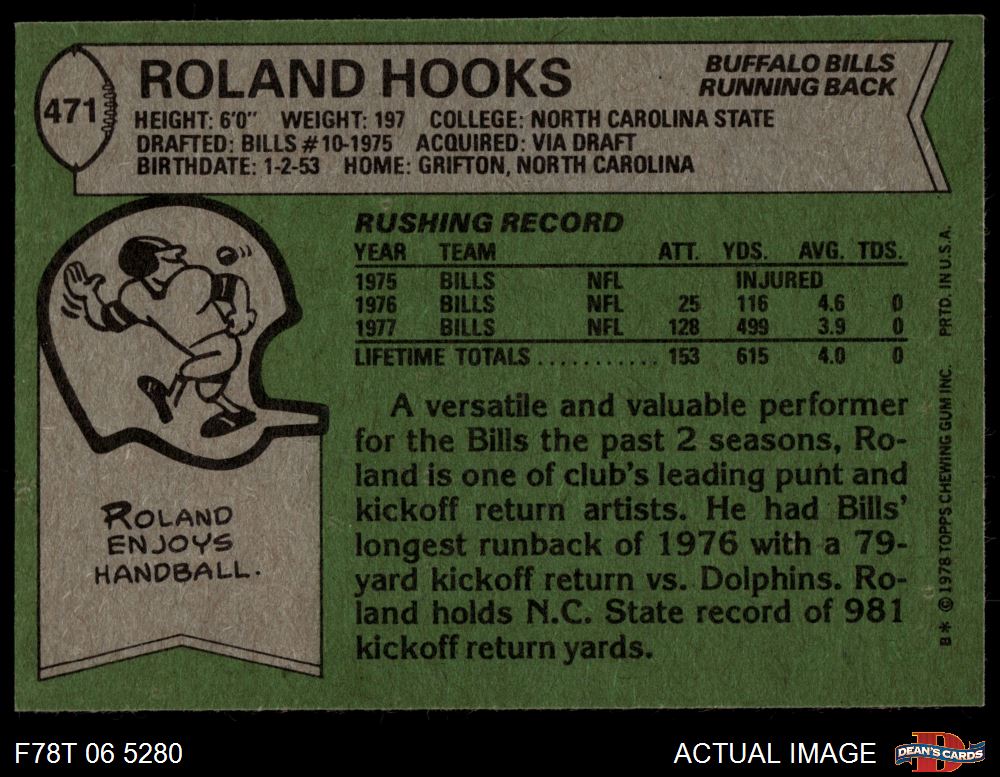 471
ROLAND HOOKS
BUFFALO BILLS
RUNNING BACK
HEIGHT: 6'0" WEIGHT: 197 COLLEGE: NORTH CAROLINA STATE
DRAFTED: BILLS #10-1975 ACQUIRED: VIA DRAFT
BIRTHDATE: 1-2-53 HOME: GRIFTON, NORTH CAROLINA
RUSHING RECORD
YEAR TEAM ATT. YDS. AVG. TDS.
1975 BILLS NFL INJURED
1976 BILLS NFL 25 116 4.6 0
1977 BILLS NFL 128 499 3.9 0
LIFETIME TOTALS ........... 153 615 4.0 0
A versatile and valuable performer
for the Bills the past 2 seasons, Ro-
land is one of club's leading punt and
kickoff return artists. He had Bills'
longest runback of 1976 with a 79-
yard kickoff return vs. Dolphins. Ro-
land holds N.C. State record of 981
kickoff return yards.
ROLAND
ENJOYS
HANDBALL.
B* © 1978 TOPPS CHEWING GUM INC. PRTD. IN U.S.A.
F78T 06 5280
ACTUAL IMAGE
DEAN'S CARDS